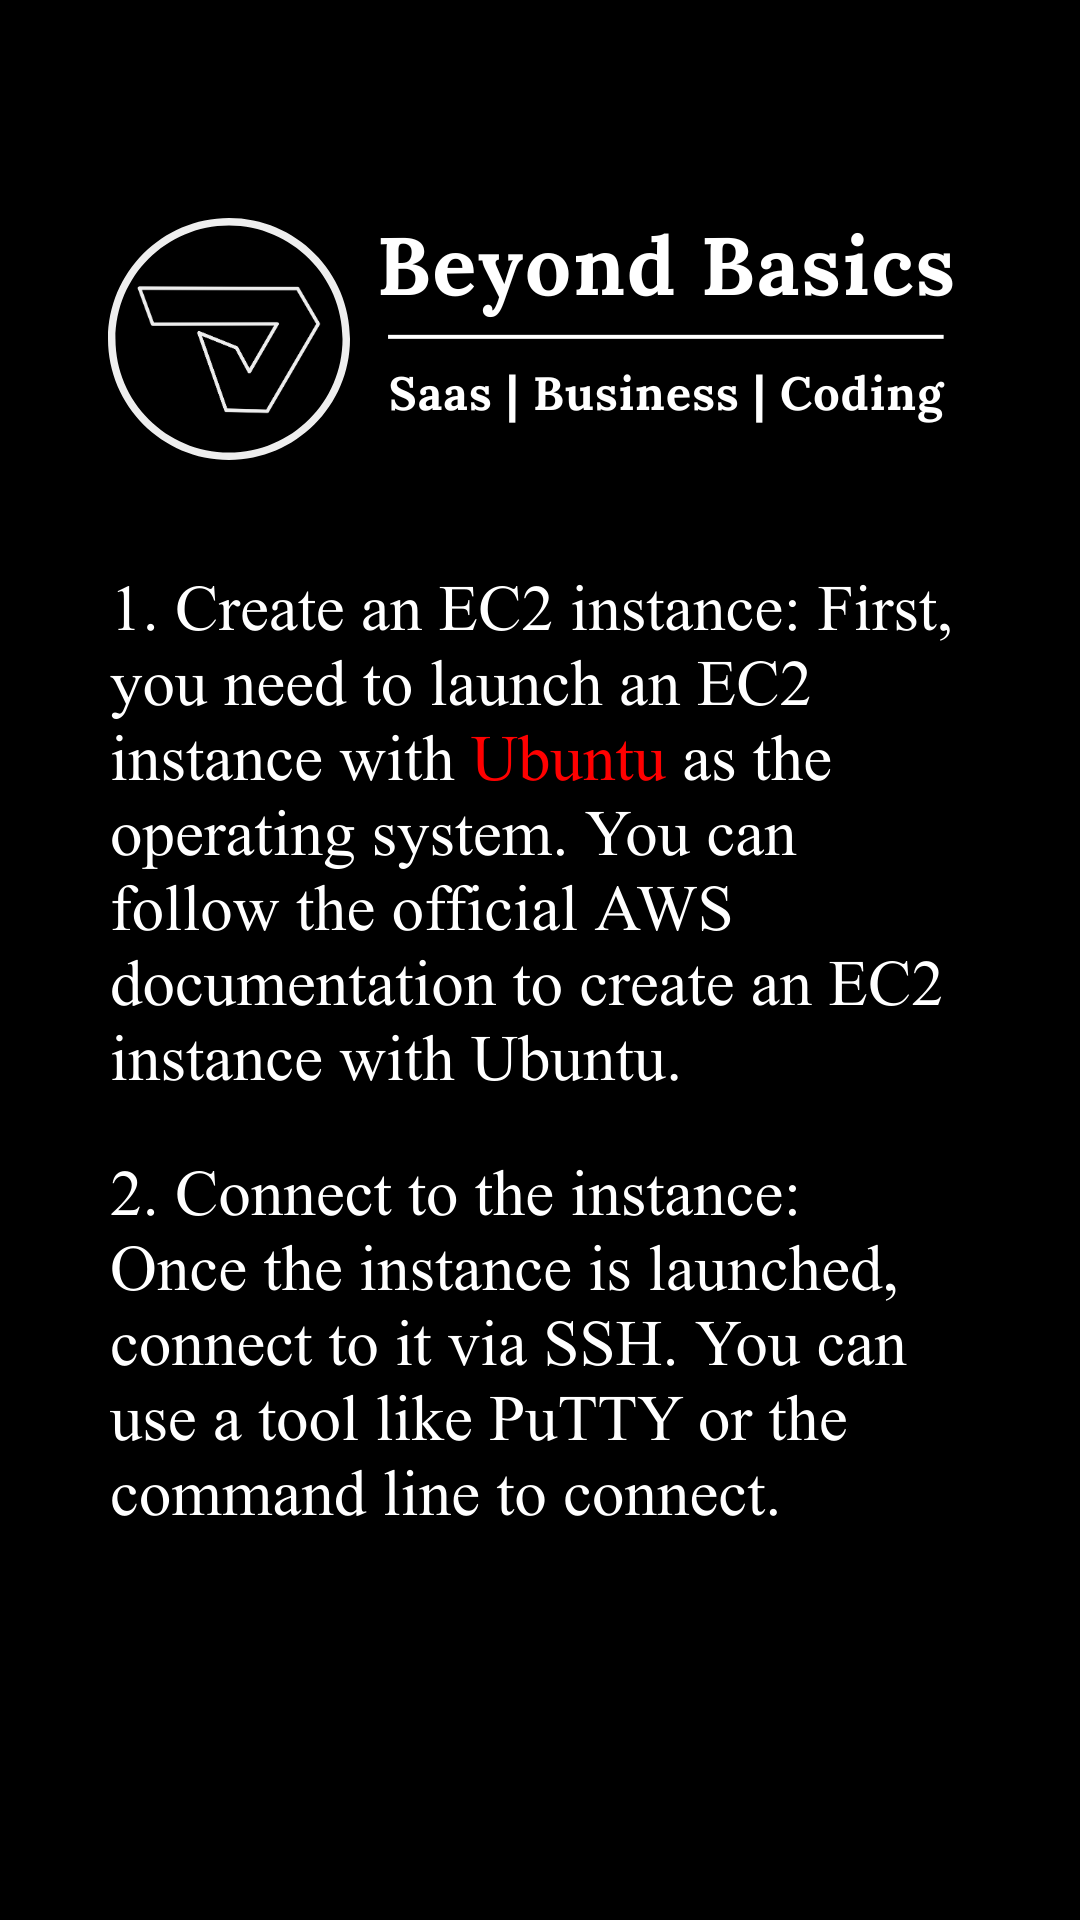 Beyond Basics
Saas | Business | Coding
1. Create an EC2 instance: First,
you need to launch an EC2
instance with Ubuntu as the
operating system. You can
follow the official AWS
documentation to create an EC2
instance with Ubuntu.
2. Connect to the instance:
Once the instance is launched,
connect to it via SSH. You can
use a tool like PuTTY or the
command line to connect.